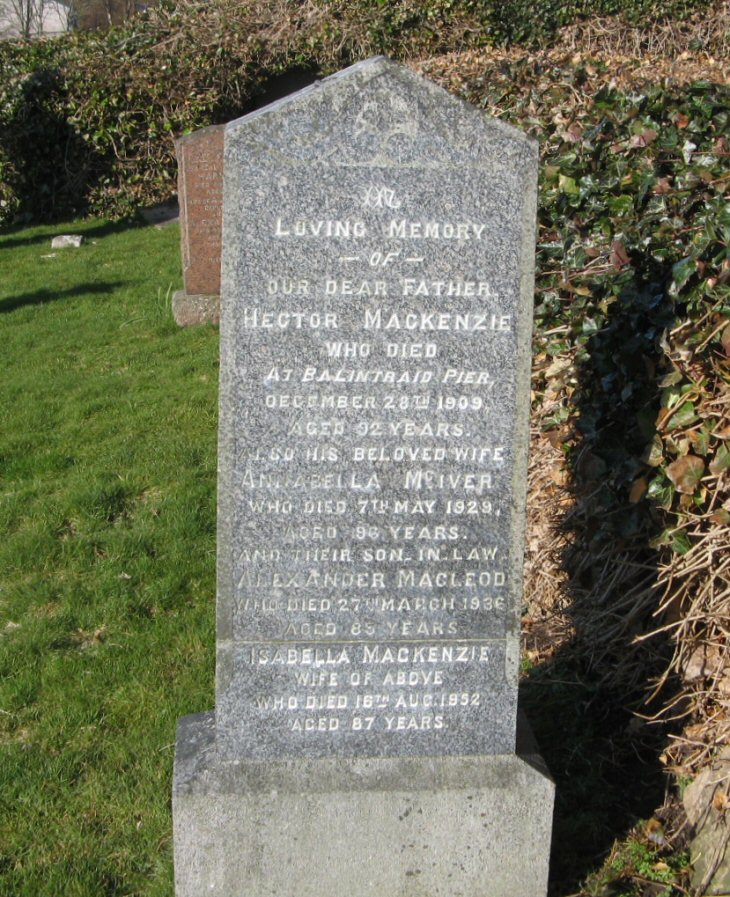 IN
LOVING MEMORY
— OF —
OUR DEAR FATHER
HECTOR MACKENZIE
WHO DIED
AT BALINTRAID PIER,
DECEMBER 28TH 1909,
AGED 92 YEARS.
ALSO HIS BELOVED WIFE
ANNABELLA MCIVER
WHO DIED 7TH MAY 1929,
AGED 96 YEARS.
AND THEIR SON-IN-LAW
ALEXANDER MACLEOD
WHO DIED 27TH MARCH 1936
AGED 85 YEARS
ISABELLA MACKENZIE
WIFE OF ABOVE
WHO DIED 16TH AUG. 1952
AGED 87 YEARS.